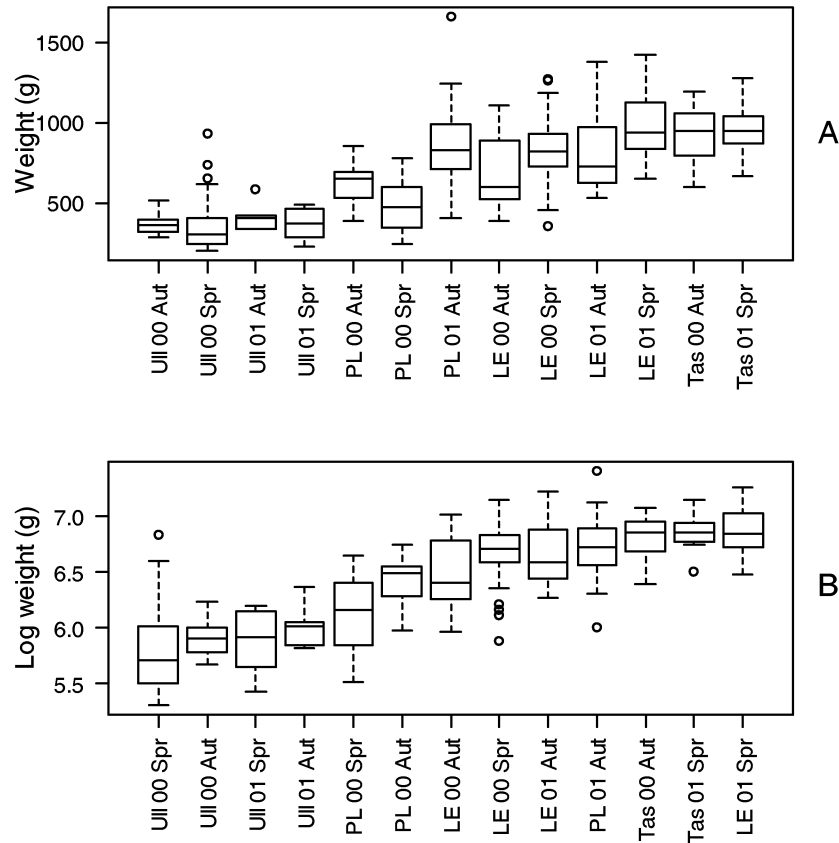 Weight (g)
1500
1000
500
A
Ull 00 Aut
Ull 00 Spr
Ull 01 Aut
Ull 01 Spr
PL 00 Aut
PL 00 Spr
PL 01 Aut
LE 00 Aut
LE 00 Spr
LE 01 Aut
LE 01 Spr
Tas 00 Aut
Tas 01 Spr
Log weight (g)
7.0
6.5
6.0
5.5
B
Ull 00 Spr
Ull 00 Aut
Ull 01 Spr
Ull 01 Aut
PL 00 Spr
PL 00 Aut
LE 00 Aut
LE 00 Spr
LE 01 Aut
PL 01 Aut
Tas 00 Aut
Tas 01 Spr
LE 01 Spr